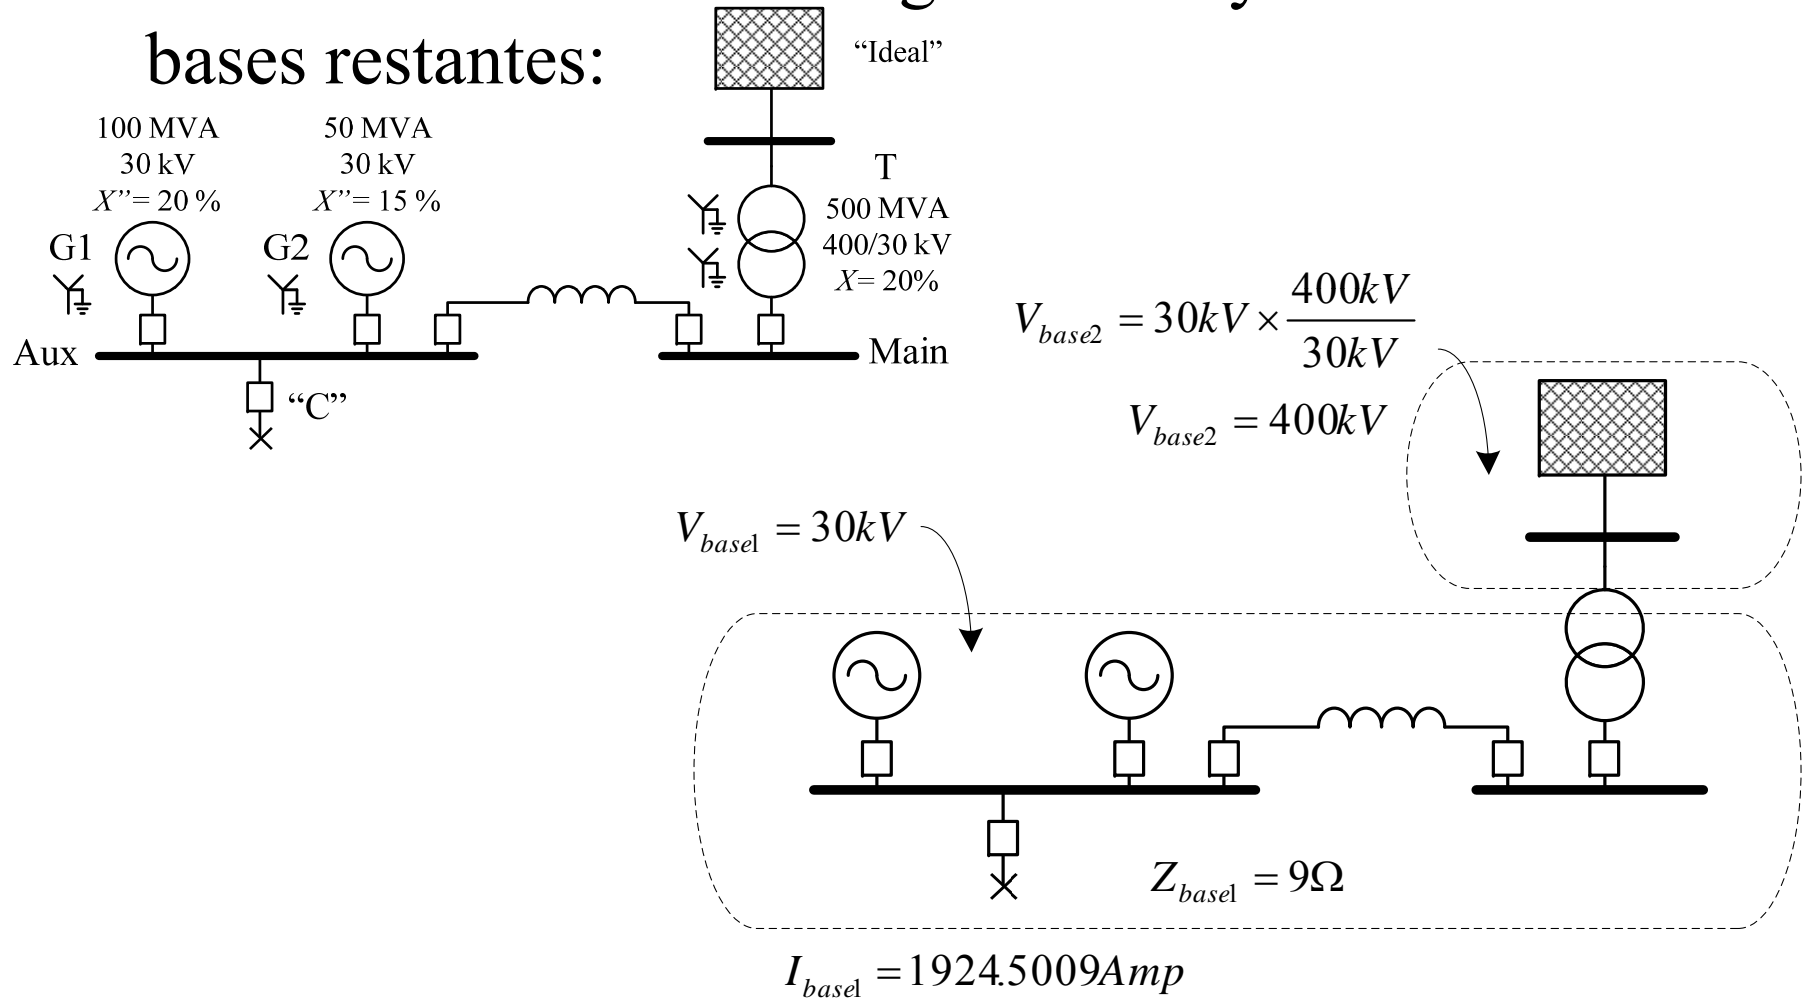 bases restantes:
“Ideal”
100 MVA
30 kV
X”= 20 %
50 MVA
30 kV
X”= 15 %
T
500 MVA
400/30 kV
X= 20%
G1
G2
Aux
Main
“C”
V_base2 = 30kV × 400kV / 30kV
V_base2 = 400kV
V_base1 = 30kV
Z_base1 = 9Ω
I_base1 = 1924.5009Amp